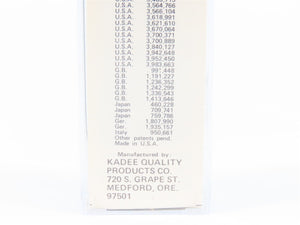 U.S.A. 3,564,766
U.S.A. 3,566,104
U.S.A. 3,618,991
U.S.A. 3,621,610
U.S.A. 3,670,064
U.S.A. 3,700,371
U.S.A. 3,700,889
U.S.A. 3,840,127
U.S.A. 3,942,648
U.S.A. 3,952,450
U.S.A. 3,983,663
G.B. 981,448
G.B. 1,191,227
G.B. 1,236,352
G.B. 1,242,299
G.B. 1,336,543
G.B. 1,413,646
Japan 460,228
Japan 709,741
Japan 759,786
Ger. 1,807,990
Ger. 1,935,157
Italy 950,661
Other patents pend.
Made in U.S.A.
Manufactured by:
KADEE QUALITY
PRODUCTS CO.
720 S. GRAPE ST.
MEDFORD, ORE.
97501